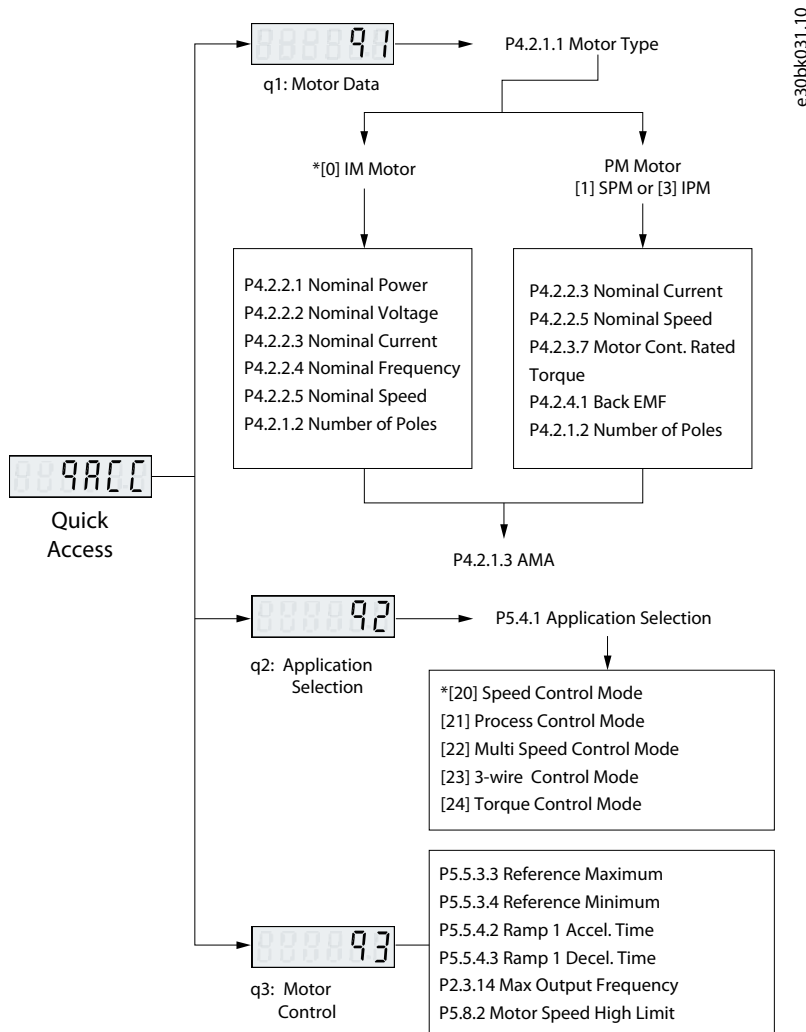 e30bk031.10
q1
P4.2.1.1 Motor Type
q1: Motor Data
*[0] IM Motor
PM Motor
[1] SPM or [3] IPM
P4.2.2.1 Nominal Power
P4.2.2.2 Nominal Voltage
P4.2.2.3 Nominal Current
P4.2.2.4 Nominal Frequency
P4.2.2.5 Nominal Speed
P4.2.1.2 Number of Poles
P4.2.2.3 Nominal Current
P4.2.2.5 Nominal Speed
P4.2.3.7 Motor Cont. Rated
Torque
P4.2.4.1 Back EMF
P4.2.1.2 Number of Poles
qACC
Quick
Access
P4.2.1.3 AMA
q2
P5.4.1 Application Selection
q2: Application
Selection
*[20] Speed Control Mode
[21] Process Control Mode
[22] Multi Speed Control Mode
[23] 3-wire Control Mode
[24] Torque Control Mode
q3
q3: Motor
Control
P5.5.3.3 Reference Maximum
P5.5.3.4 Reference Minimum
P5.5.4.2 Ramp 1 Accel. Time
P5.5.4.3 Ramp 1 Decel. Time
P2.3.14 Max Output Frequency
P5.8.2 Motor Speed High Limit